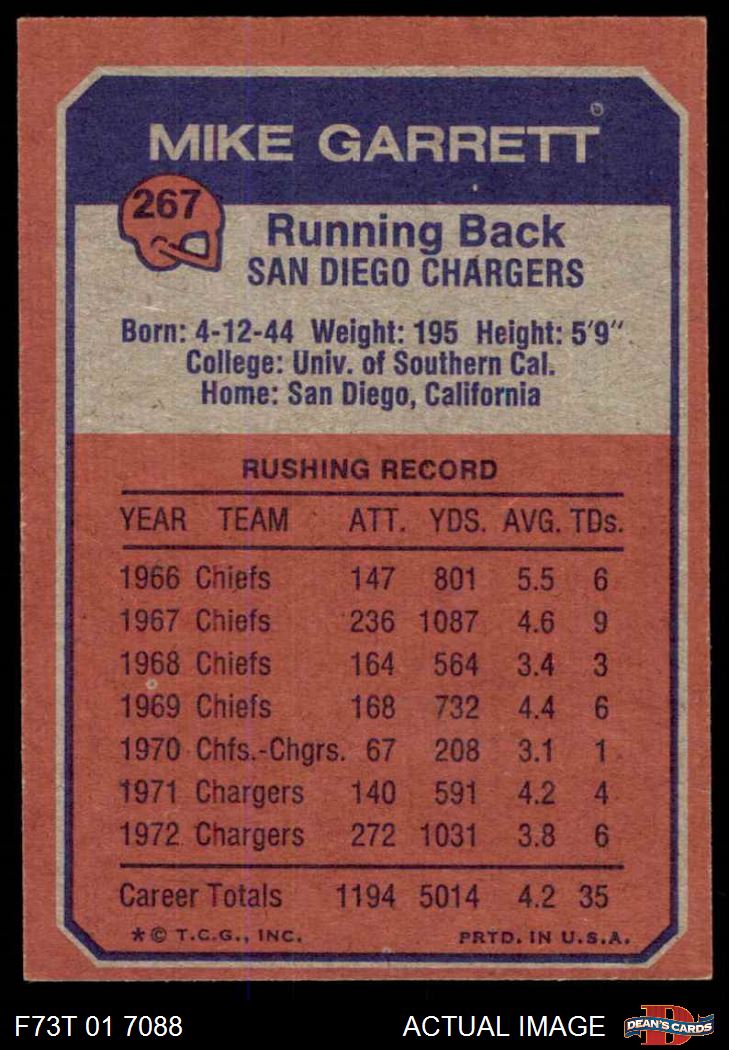 MIKE GARRETT
267
Running Back
SAN DIEGO CHARGERS
Born: 4-12-44 Weight: 195 Height: 5'9"
College: Univ. of Southern Cal.
Home: San Diego, California
RUSHING RECORD
YEAR TEAM ATT. YDS. AVG. TDs.
1966 Chiefs 147 801 5.5 6
1967 Chiefs 236 1087 4.6 9
1968 Chiefs 164 564 3.4 3
1969 Chiefs 168 732 4.4 6
1970 Chfs.-Chgrs. 67 208 3.1 1
1971 Chargers 140 591 4.2 4
1972 Chargers 272 1031 3.8 6
Career Totals 1194 5014 4.2 35
*© T.C.G., INC. PRTD. IN U.S.A.
F73T 01 7088 ACTUAL IMAGE D DEAN'S CARDS